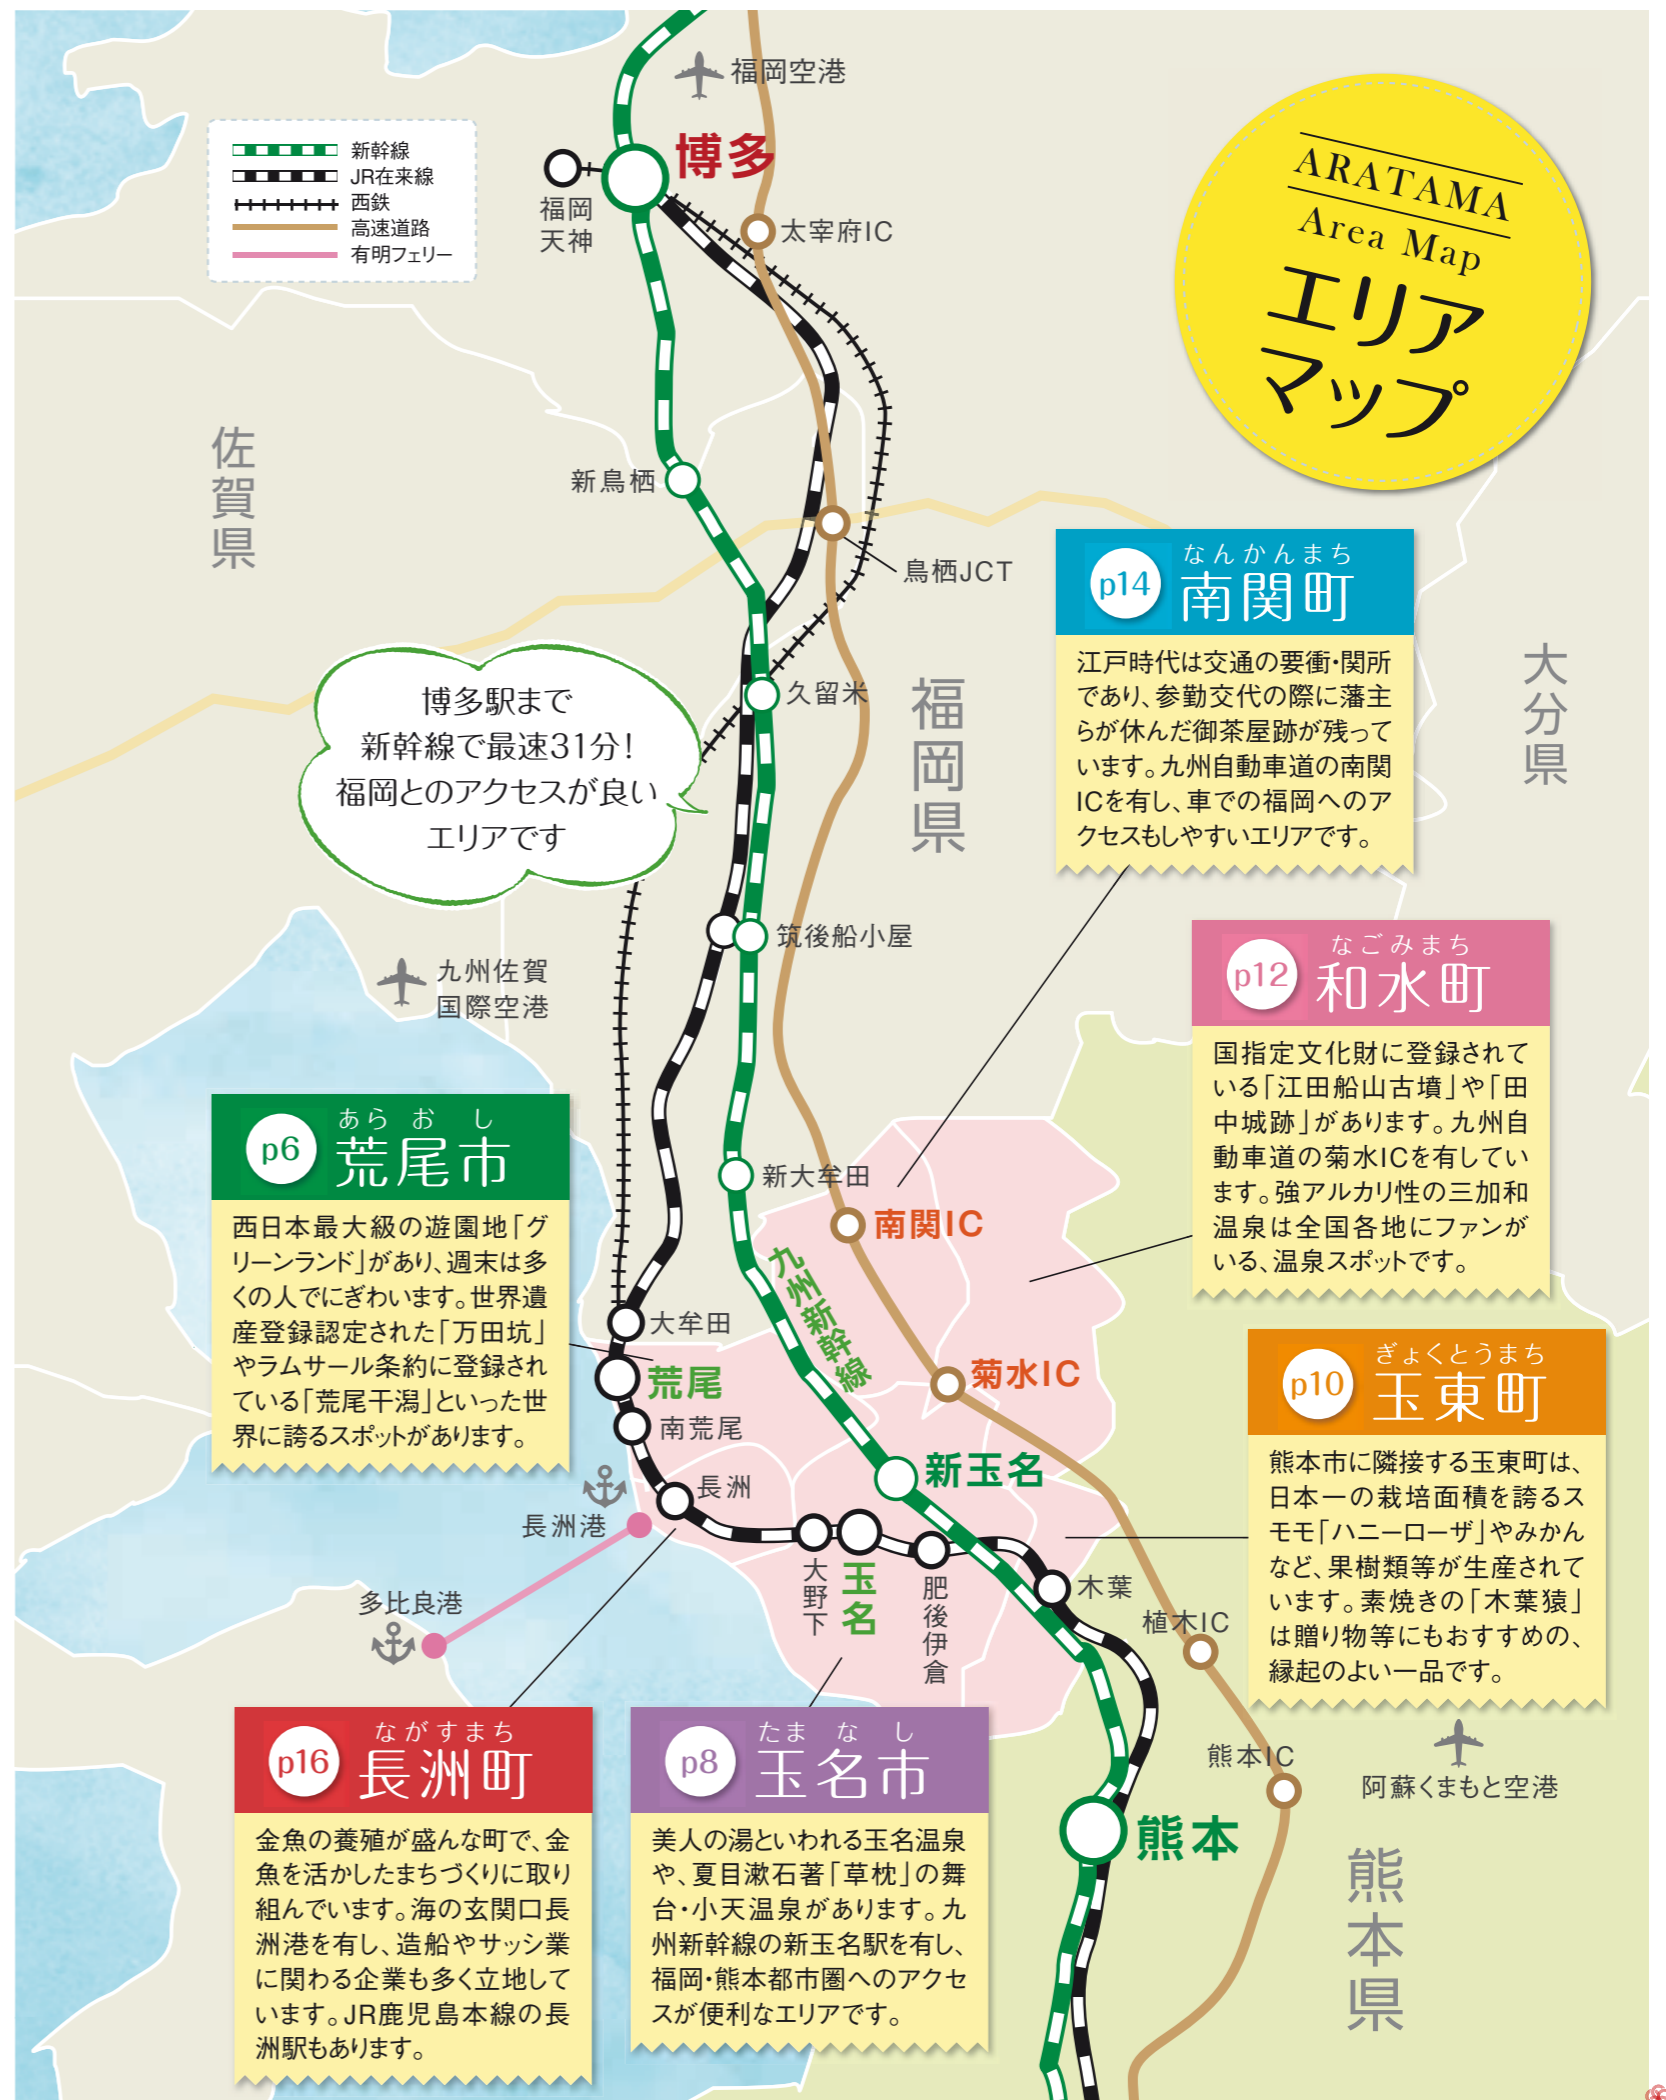 ARATAMA
Area Map
エリア
マップ
新幹線
JR在来線
西鉄
高速道路
有明フェリー
福岡空港
博多
福岡
天神
太宰府IC
新鳥栖
鳥栖JCT
久留米
佐賀県
福岡県
大分県
博多駅まで
新幹線で最速31分!
福岡とのアクセスが良い
エリアです
筑後船小屋
九州佐賀
国際空港
新大牟田
南関IC
九州新幹線
大牟田
荒尾
菊水IC
南荒尾
新玉名
長洲
長洲港
多比良港
大野下
玉名
肥後伊倉
木葉
植木IC
熊本IC
阿蘇くまもと空港
熊本
熊本県
なんかんまち
p14 南関町
江戸時代は交通の要衝・関所
であり、参勤交代の際に藩主
らが休んだ御茶屋跡が残って
います。九州自動車道の南関
ICを有し、車での福岡へのア
クセスもしやすいエリアです。
なごみまち
p12 和水町
国指定文化財に登録されて
いる「江田船山古墳」や「田
中城跡」があります。九州自
動車道の菊水ICを有してい
ます。強アルカリ性の三加和
温泉は全国各地にファンが
いる、温泉スポットです。
あらおし
p6 荒尾市
西日本最大級の遊園地「グ
リーンランド」があり、週末は多
くの人でにぎわいます。世界遺
産登録認定された「万田坑」
やラムサール条約に登録され
ている「荒尾干潟」といった世
界に誇るスポットがあります。
ぎょくとうまち
p10 玉東町
熊本市に隣接する玉東町は、
日本一の栽培面積を誇るス
モモ「ハニーローザ」やみかん
など、果樹類等が生産されて
います。素焼きの「木葉猿」
は贈り物等にもおすすめの、
縁起のよい一品です。
ながすまち
p16 長洲町
金魚の養殖が盛んな町で、金
魚を活かしたまちづくりに取り
組んでいます。海の玄関口長
洲港を有し、造船やサッシ業
に関わる企業も多く立地して
います。JR鹿児島本線の長
洲駅もあります。
たまなし
p8 玉名市
美人の湯といわれる玉名温泉
や、夏目漱石著「草枕」の舞
台・小天温泉があります。九
州新幹線の新玉名駅を有し、
福岡・熊本都市圏へのアクセ
スが便利なエリアです。